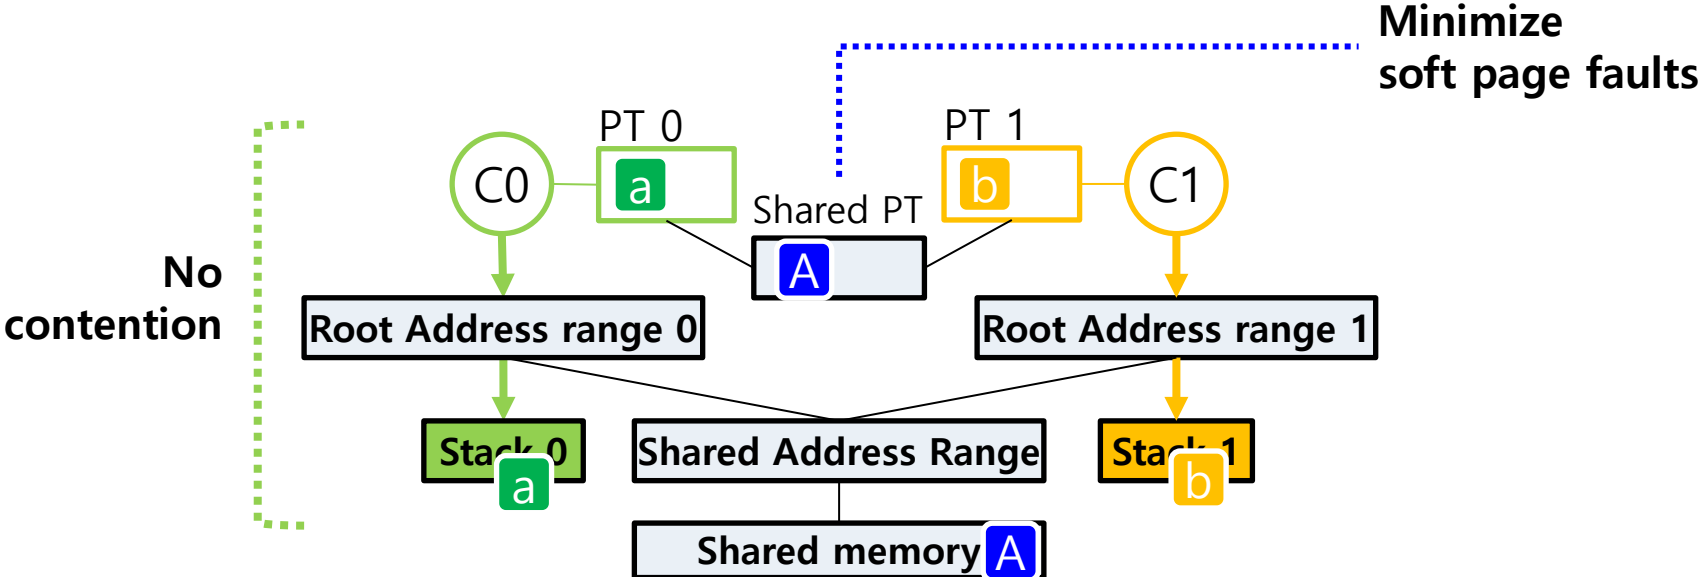 Minimize
soft page faults
PT 0
PT 1
C0
a
b
C1
Shared PT
A
No
contention
Root Address range 0
Root Address range 1
Stack 0
Shared Address Range
Stack 1
a
b
Shared memory
A